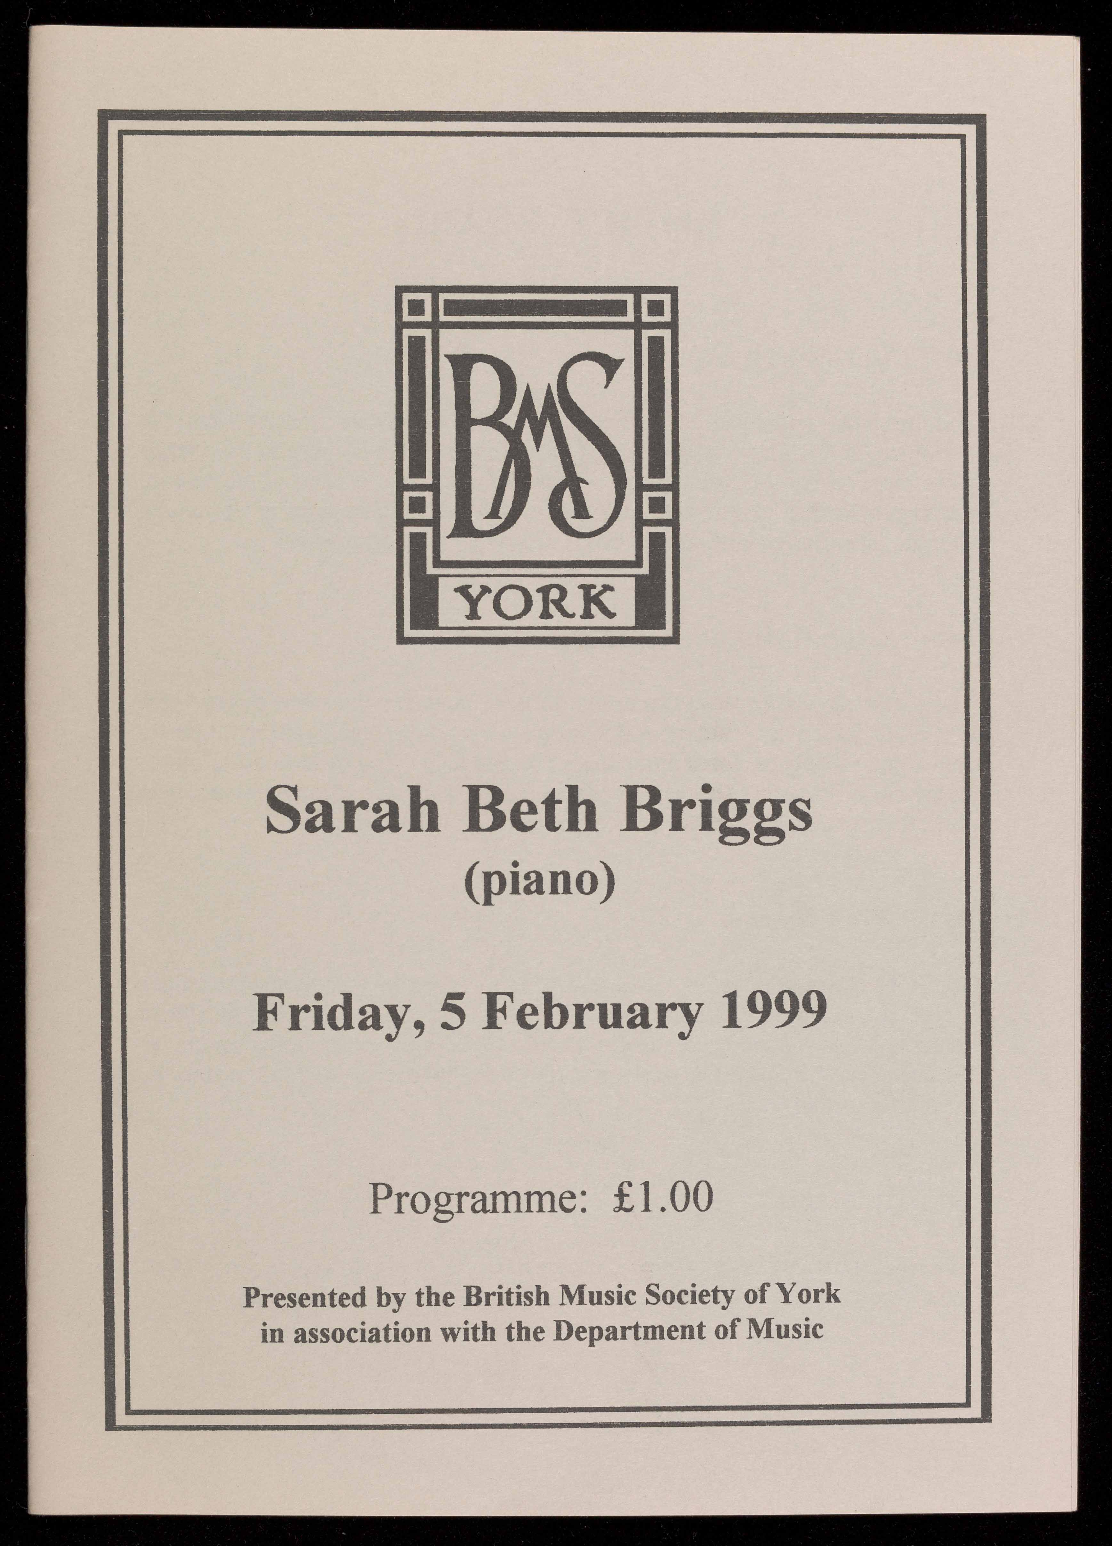 BMS
YORK
Sarah Beth Briggs
(piano)
Friday, 5 February 1999
Programme: £1.00
Presented by the British Music Society of York
in association with the Department of Music